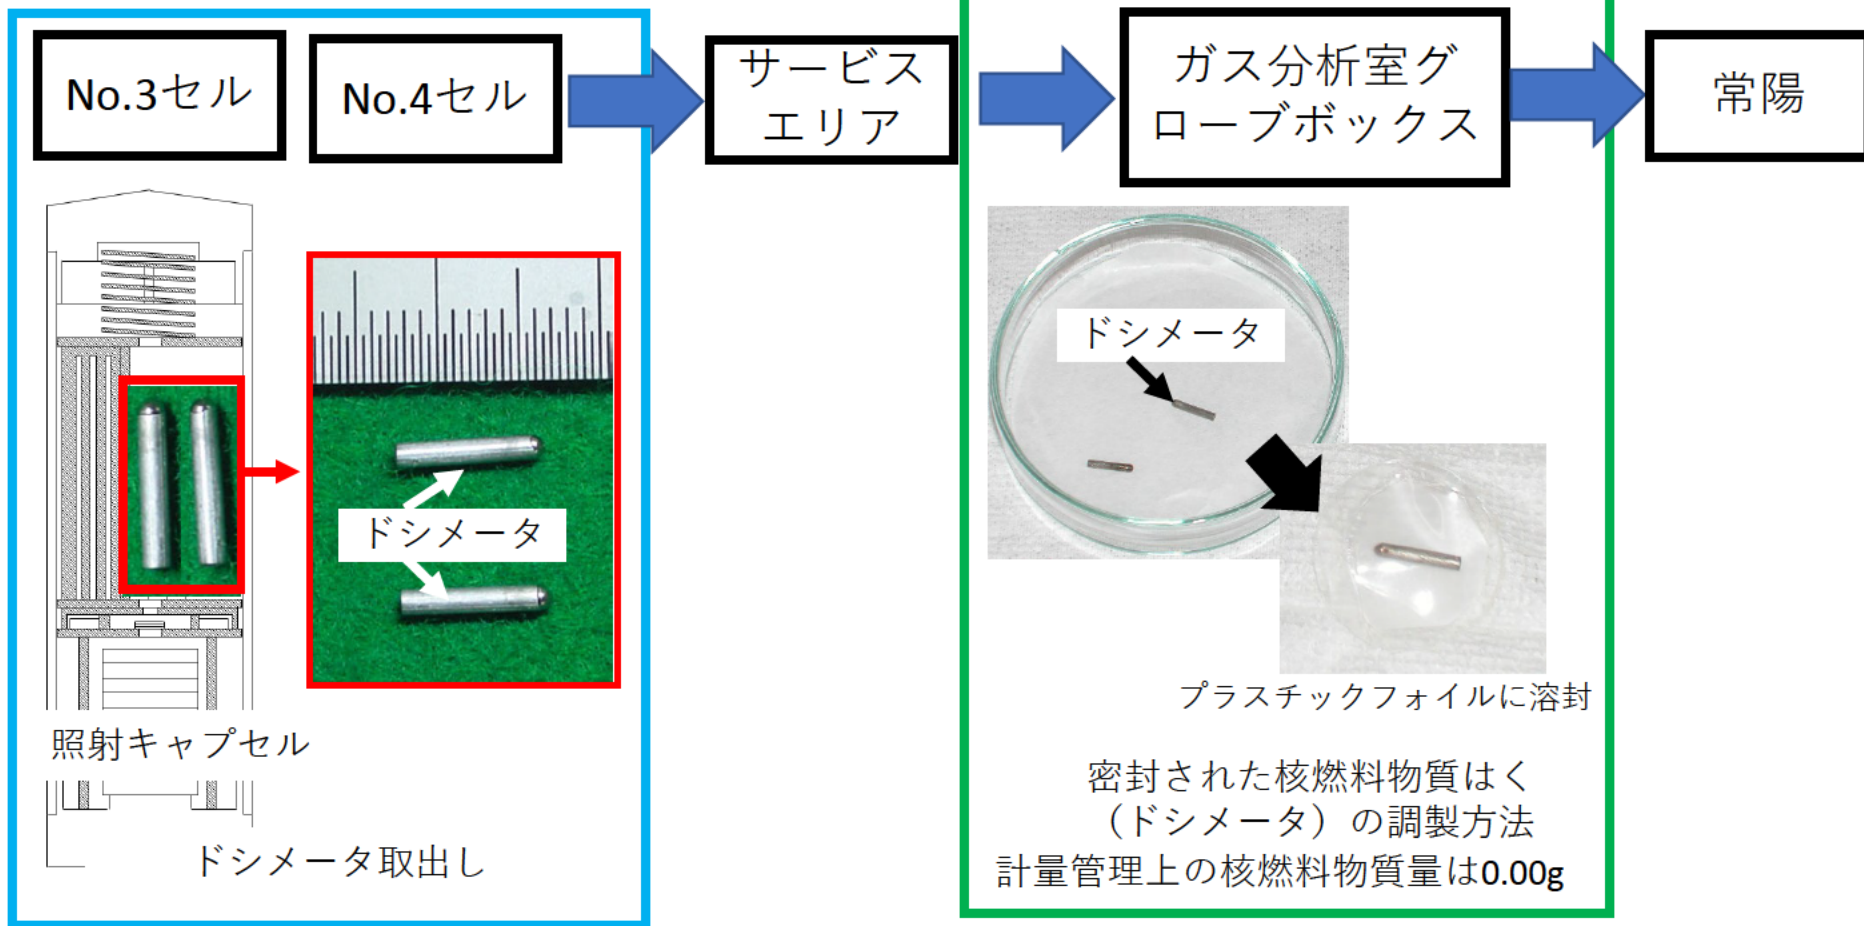 No.3セル
No.4セル
サービス
エリア
ガス分析室グ
ローブボックス
常陽
ドシメータ
ドシメータ
プラスチックフォイルに溶封
照射キャプセル
ドシメータ取出し
密封された核燃料物質はく
（ドシメータ）の調製方法
計量管理上の核燃料物質量は0.00g